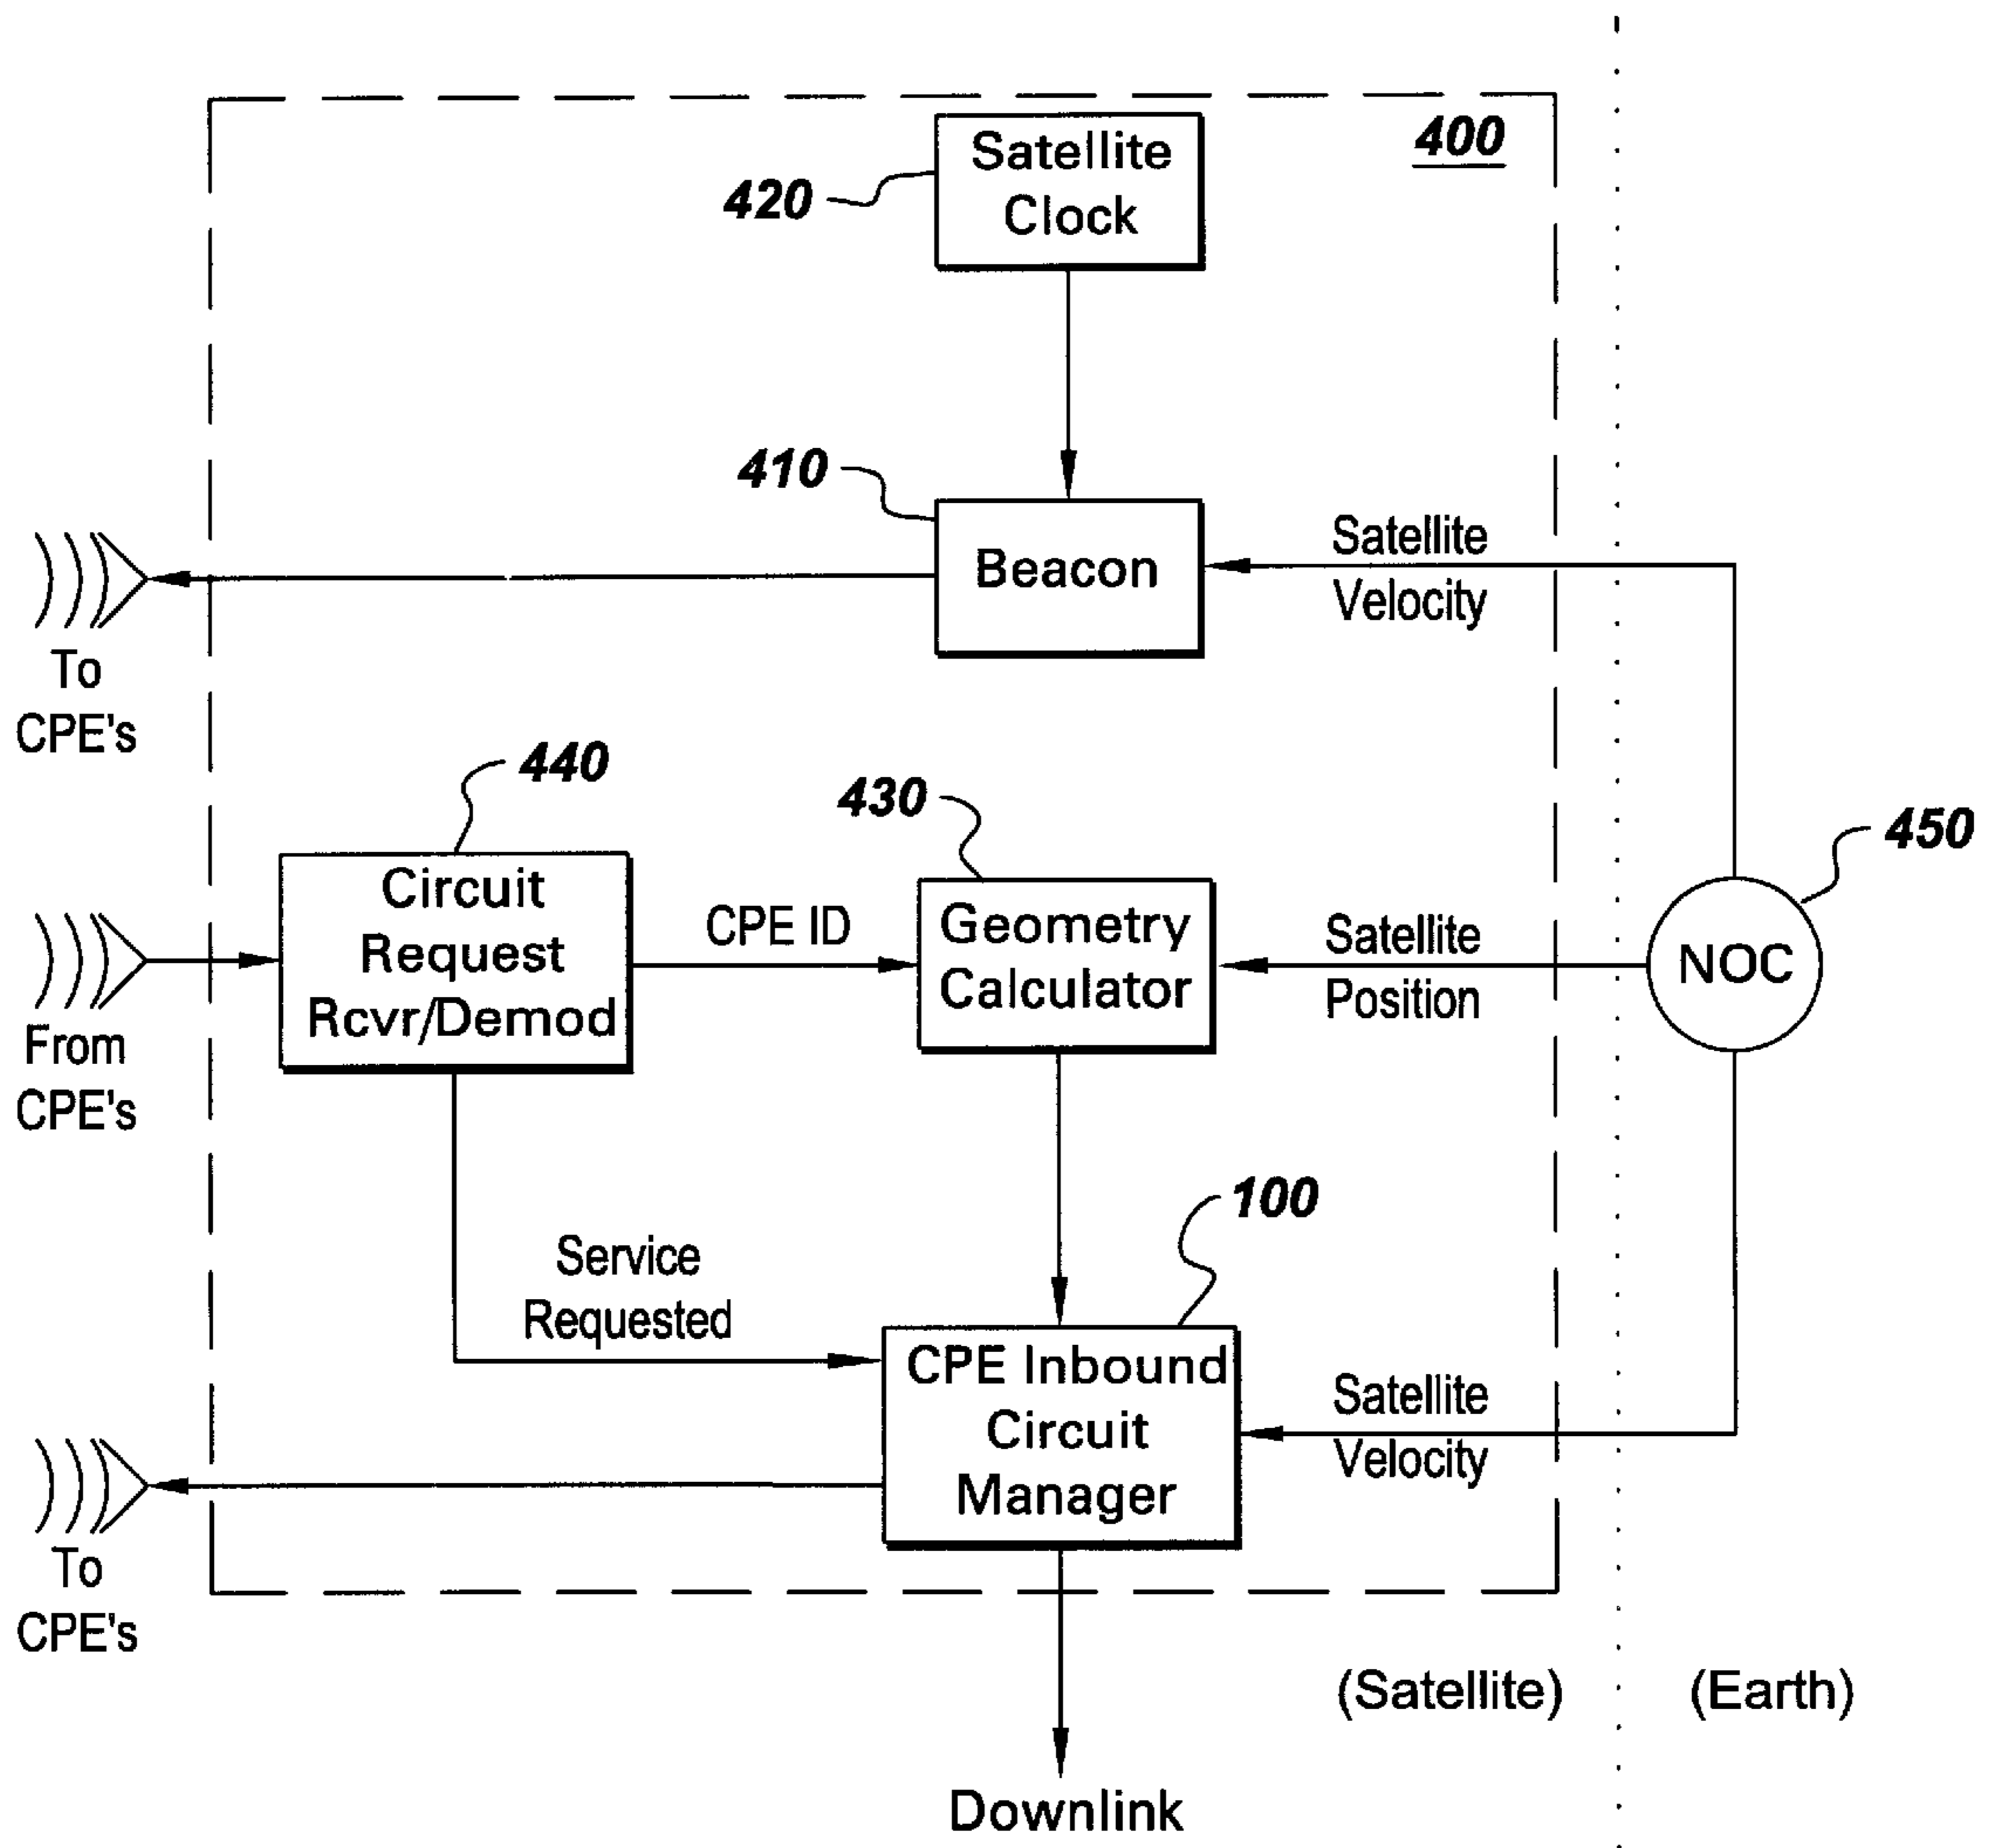 400
Satellite
Clock
420
410
Beacon
Satellite
Velocity
To
CPE's
440
430
450
Circuit
Request
Rcvr/Demod
CPE ID
Geometry
Calculator
Satellite
Position
NOC
From
CPE's
100
Service
Requested
CPE Inbound
Circuit
Manager
Satellite
Velocity
To
CPE's
(Satellite)
(Earth)
Downlink